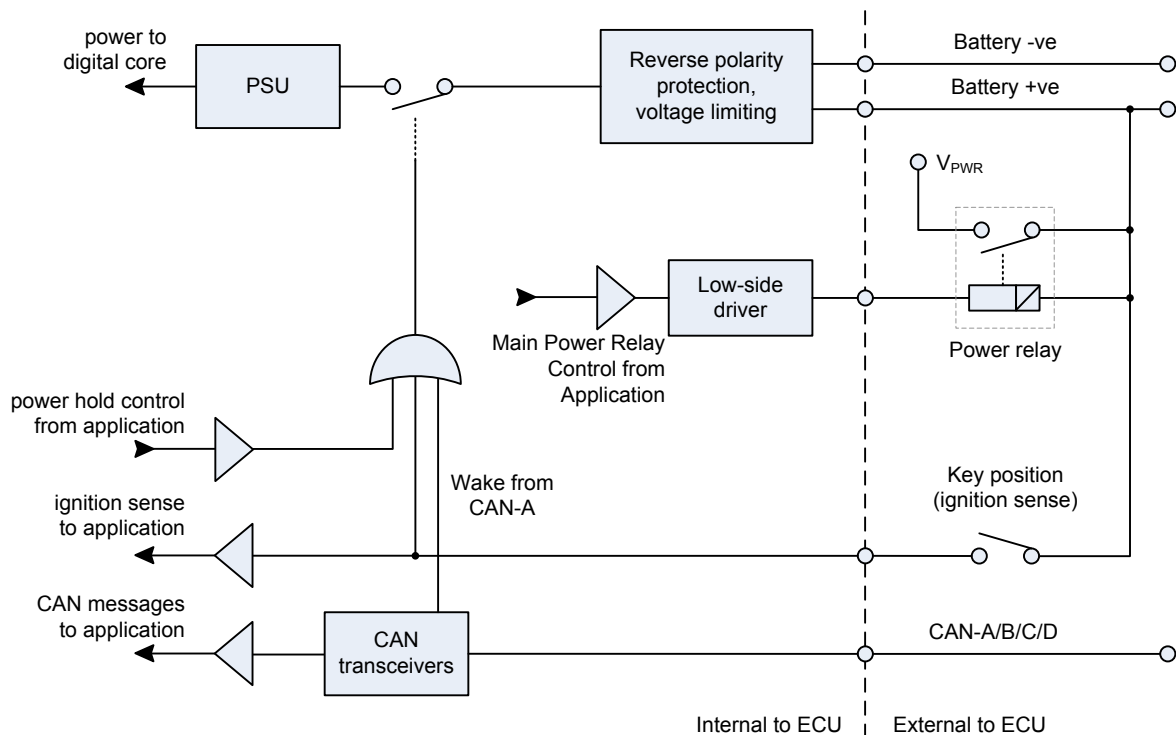 power to
digital core
PSU
Reverse polarity
protection,
voltage limiting
Battery -ve
Battery +ve
VPWR
Low-side
driver
Main Power Relay
Control from
Application
Power relay
power hold control
from application
Wake from
CAN-A
Key position
(ignition sense)
ignition sense
to application
CAN messages
to application
CAN
transceivers
CAN-A/B/C/D
Internal to ECU
External to ECU